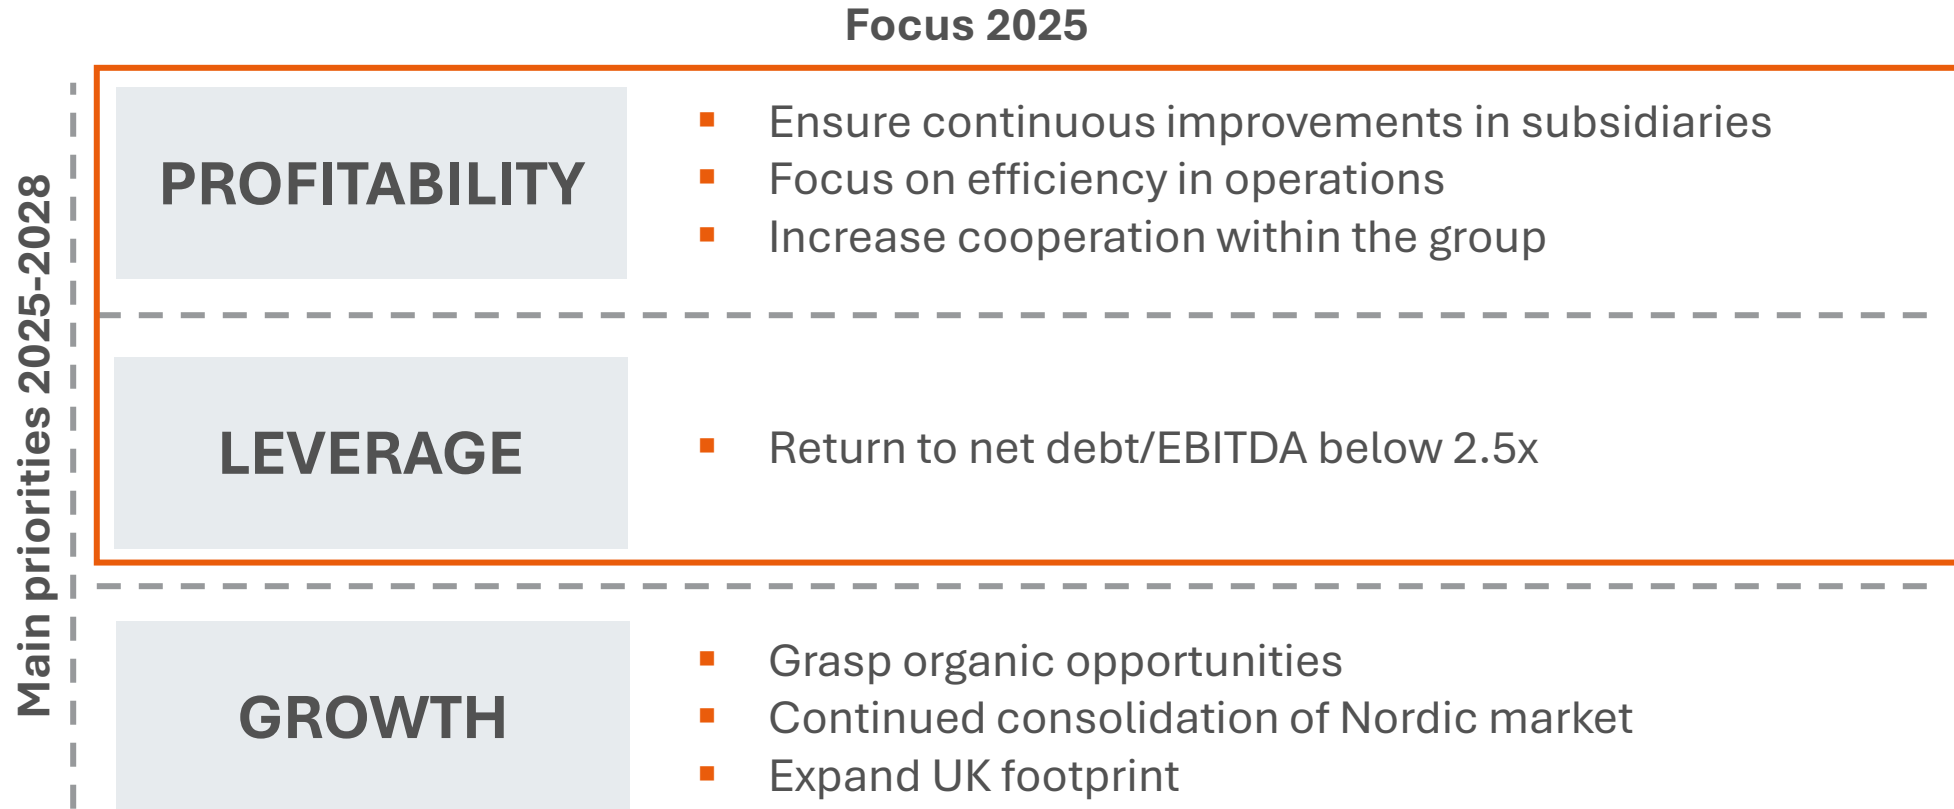 Focus 2025
Main priorities 2025-2028
PROFITABILITY
▪ Ensure continuous improvements in subsidiaries
▪ Focus on efficiency in operations
▪ Increase cooperation within the group
LEVERAGE
▪ Return to net debt/EBITDA below 2.5x
GROWTH
▪ Grasp organic opportunities
▪ Continued consolidation of Nordic market
▪ Expand UK footprint